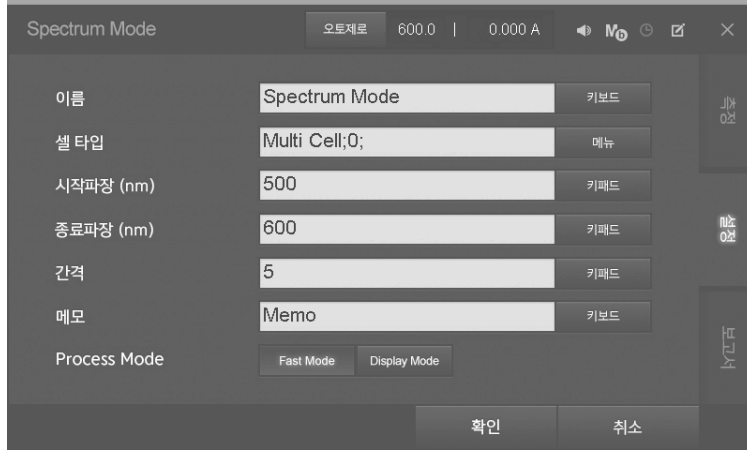 Spectrum Mode 오토제로 600.0 | 0.000 A
이름 Spectrum Mode 키보드
셀 타입 Multi Cell;0; 메뉴
시작파장 (nm) 500 키패드
종료파장 (nm) 600 키패드
간격 5 키패드
메모 Memo 키보드
Process Mode Fast Mode Display Mode
확인 취소
측정
설정
보고서